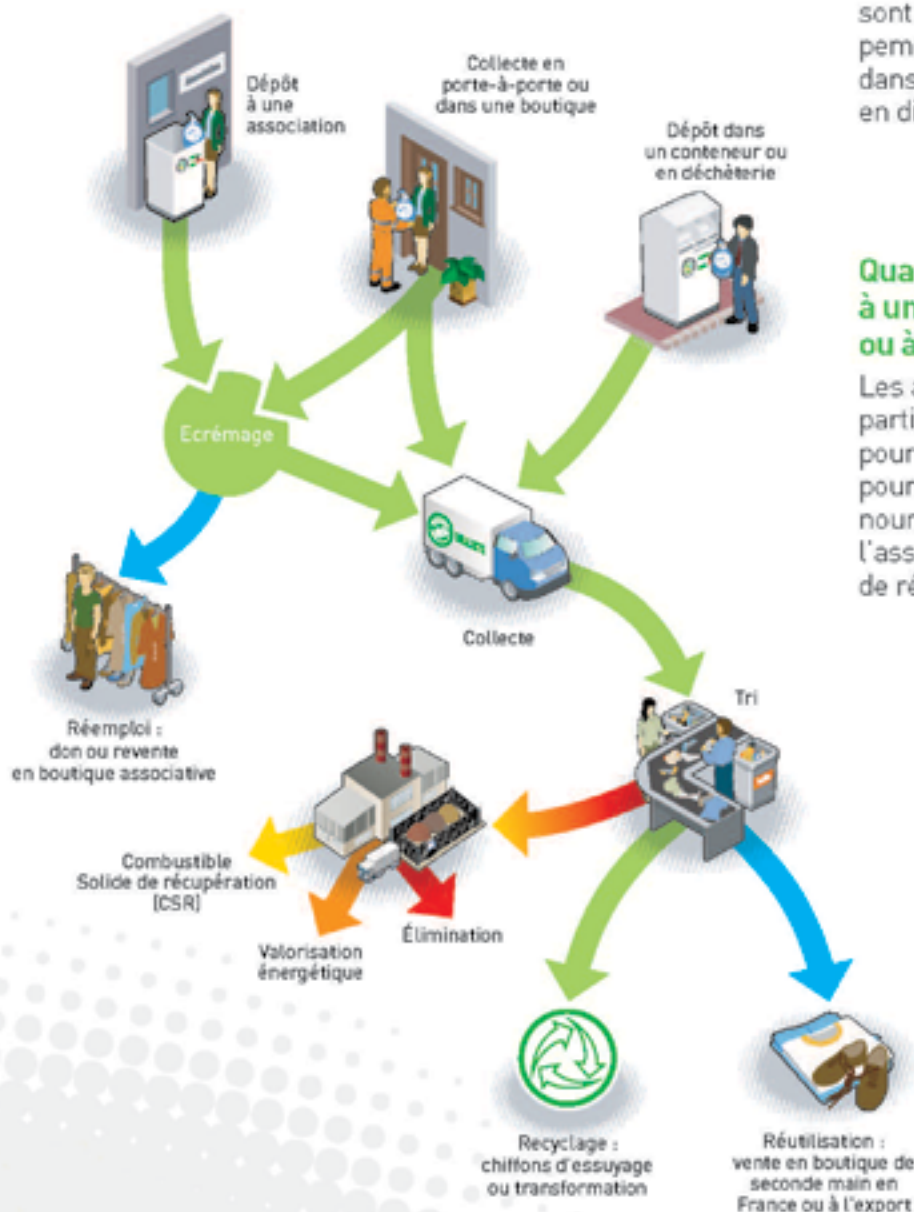 Dépôt
à une
association
Collecte en
porte-à-porte ou
dans une boutique
Dépôt dans
un conteneur ou
en déchèterie
Ecrémage
Collecte
Réemploi :
don ou revente
en boutique associative
Tri
Combustible
Solide de récupération
(CSR)
Valorisation
énergétique
Élimination
Recyclage :
chiffons d'essuyage
ou transformation
Réutilisation :
vente en boutique de
seconde main en
France ou à l'export
sont
pem
dans
en di
Qua
à un
ou à
Les a
parti
pour
pour
nour
l'ass
de ré